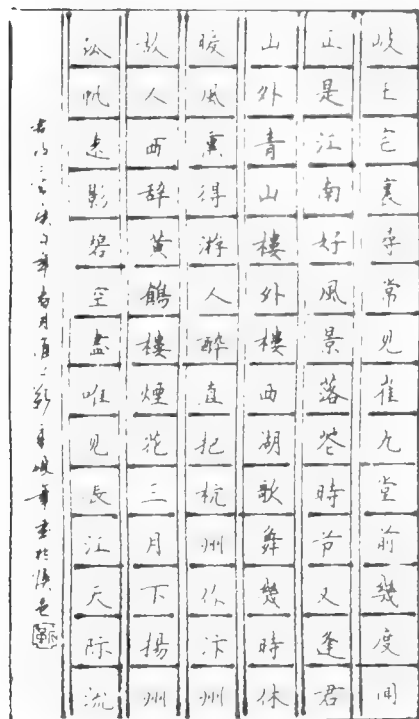 岐王宅裏尋常見崔九堂前幾度聞
正是江南好風景落花時節又逢君
山外青山樓外樓西湖歌舞幾時休
暖風熏得游人醉直把杭州作汴州
故人西辭黃鶴樓煙花三月下揚州
孤帆遠影碧空盡唯見長江天際流